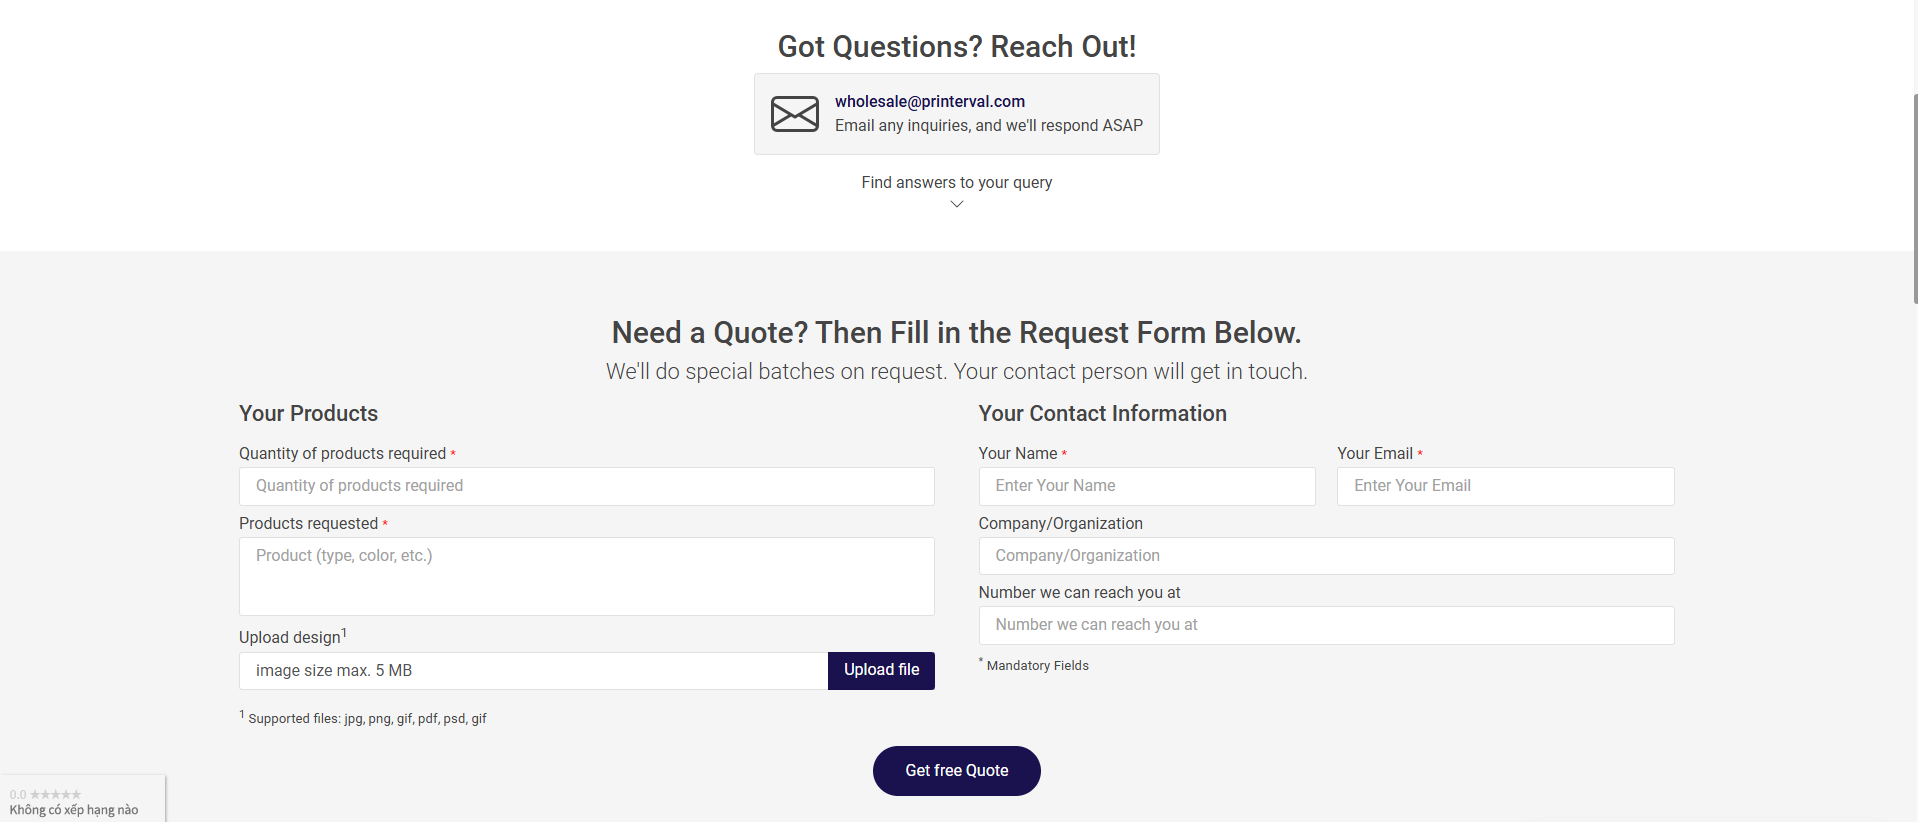 Got Questions? Reach Out!
wholesale@printerval.com
Email any inquiries, and we'll respond ASAP
Find answers to your query
Need a Quote? Then Fill in the Request Form Below.
We'll do special batches on request. Your contact person will get in touch.
Your Products
Quantity of products required *
Quantity of products required
Products requested *
Product (type, color, etc.)
Upload design1
image size max. 5 MB
Upload file
1 Supported files: jpg, png, gif, pdf, psd, gif
Your Contact Information
Your Name *
Enter Your Name
Your Email *
Enter Your Email
Company/Organization
Company/Organization
Number we can reach you at
Number we can reach you at
* Mandatory Fields
Get free Quote
0.0 ★★★★★
Không có xếp hạng nào